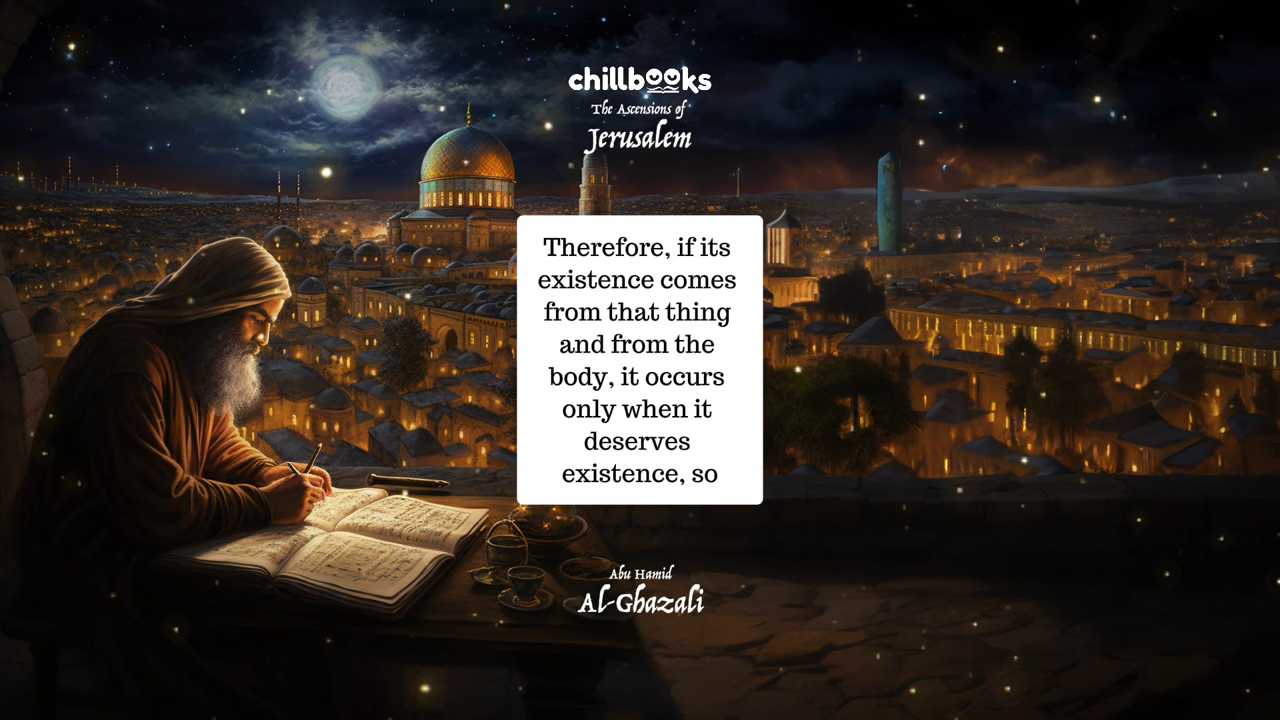 chillbooks
The Ascensions of
Jerusalem
Therefore, if its
existence comes
from that thing
and from the
body, it occurs
only when it
deserves
existence, so
Abu Hamid
Al-Ghazali